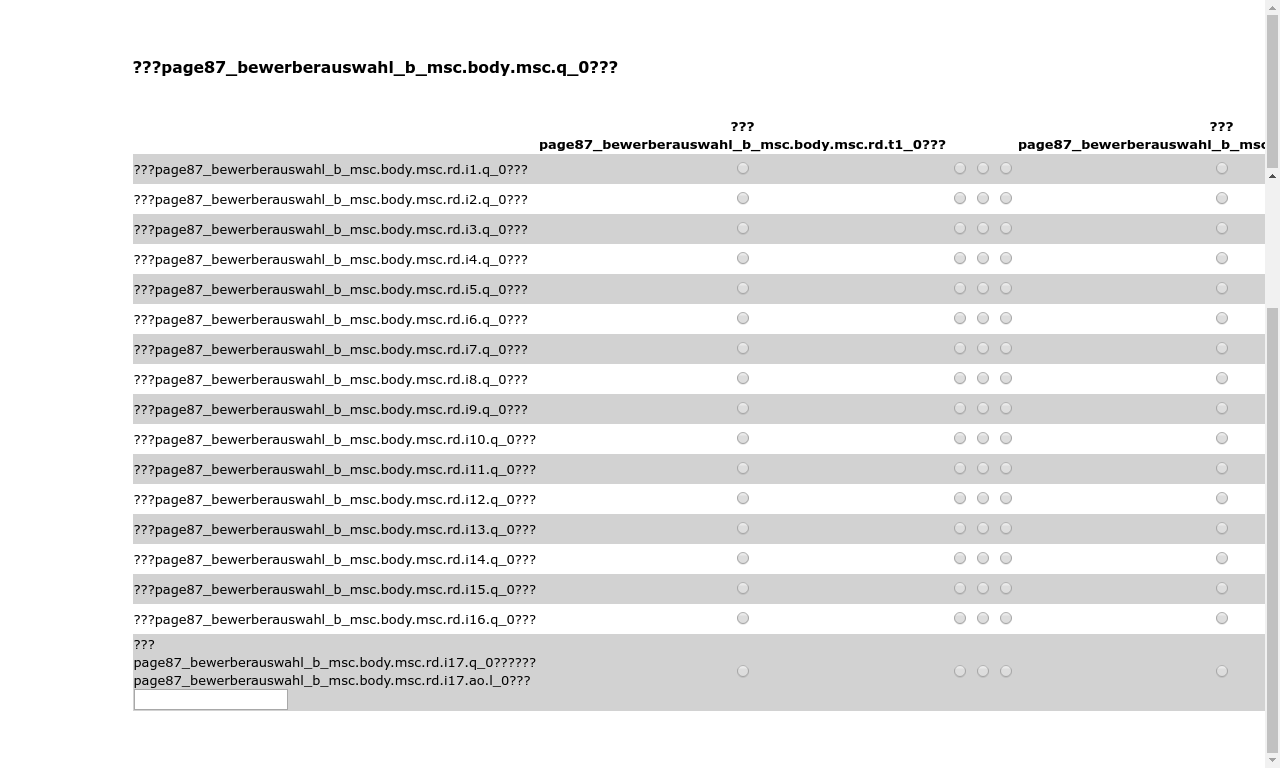 ???page87_bewerberauswahl_b_msc.body.msc.q_0???
???
page87_bewerberauswahl_b_msc.body.msc.rd.t1_0???
???
page87_bewerberauswahl_b_msc
???page87_bewerberauswahl_b_msc.body.msc.rd.i1.q_0???
???page87_bewerberauswahl_b_msc.body.msc.rd.i2.q_0???
???page87_bewerberauswahl_b_msc.body.msc.rd.i3.q_0???
???page87_bewerberauswahl_b_msc.body.msc.rd.i4.q_0???
???page87_bewerberauswahl_b_msc.body.msc.rd.i5.q_0???
???page87_bewerberauswahl_b_msc.body.msc.rd.i6.q_0???
???page87_bewerberauswahl_b_msc.body.msc.rd.i7.q_0???
???page87_bewerberauswahl_b_msc.body.msc.rd.i8.q_0???
???page87_bewerberauswahl_b_msc.body.msc.rd.i9.q_0???
???page87_bewerberauswahl_b_msc.body.msc.rd.i10.q_0???
???page87_bewerberauswahl_b_msc.body.msc.rd.i11.q_0???
???page87_bewerberauswahl_b_msc.body.msc.rd.i12.q_0???
???page87_bewerberauswahl_b_msc.body.msc.rd.i13.q_0???
???page87_bewerberauswahl_b_msc.body.msc.rd.i14.q_0???
???page87_bewerberauswahl_b_msc.body.msc.rd.i15.q_0???
???page87_bewerberauswahl_b_msc.body.msc.rd.i16.q_0???
???
page87_bewerberauswahl_b_msc.body.msc.rd.i17.q_0??????
page87_bewerberauswahl_b_msc.body.msc.rd.i17.ao.l_0???